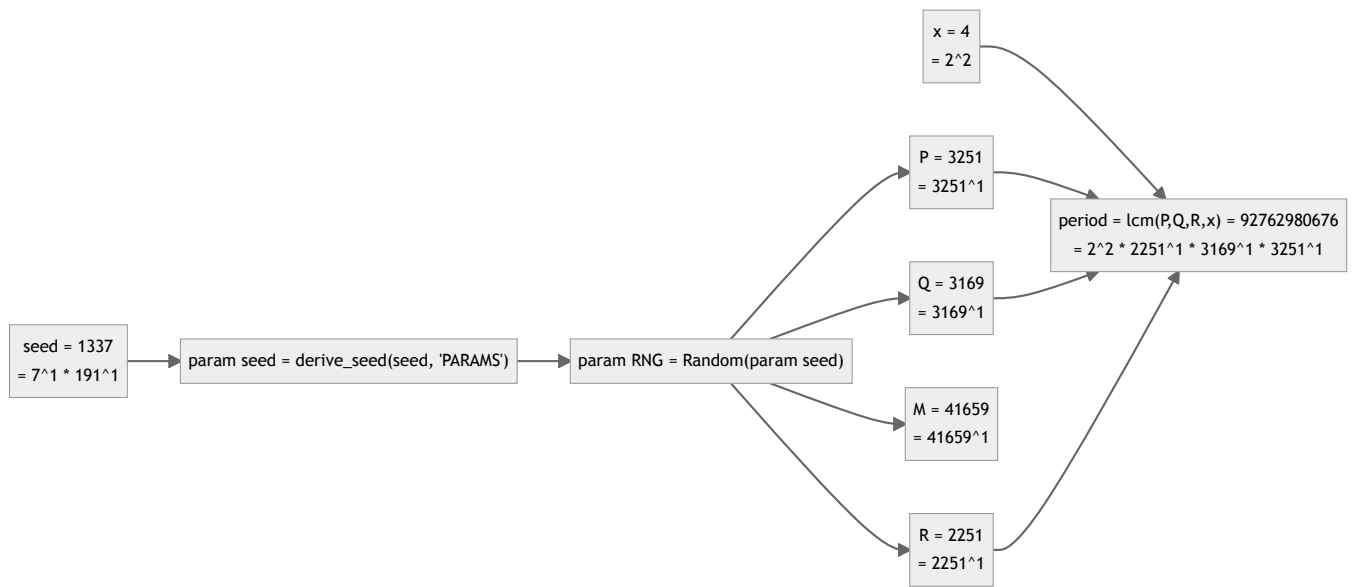 x = 4
= 2^2
P = 3251
= 3251^1
period = lcm(P,Q,R,x) = 92762980676
= 2^2 * 2251^1 * 3169^1 * 3251^1
Q = 3169
= 3169^1
seed = 1337
= 7^1 * 191^1
param seed = derive_seed(seed, 'PARAMS')
param RNG = Random(param seed)
M = 41659
= 41659^1
R = 2251
= 2251^1